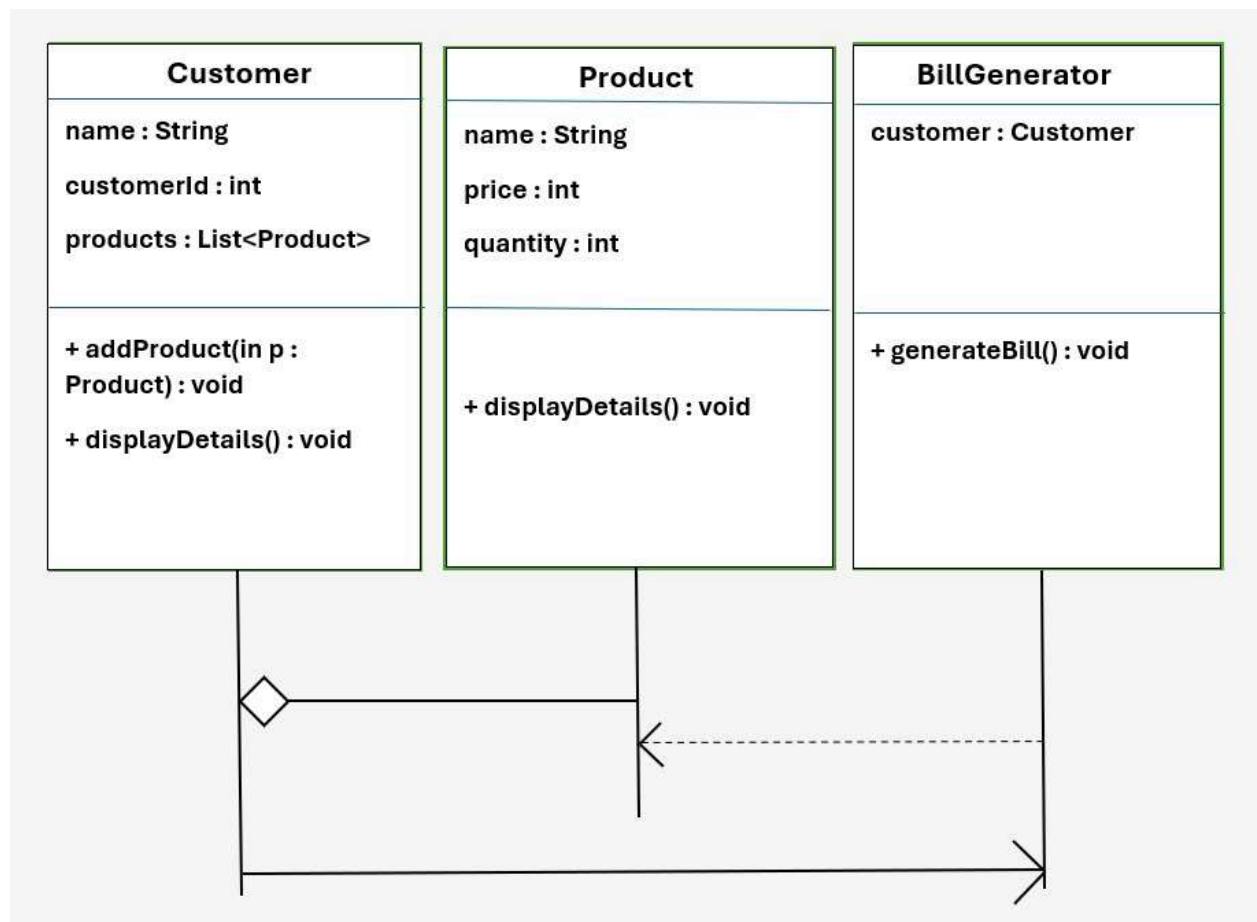 Customer
name : String
customerId : int
products : List<Product>
+ addProduct(in p :
Product) : void
+ displayDetails() : void
Product
name : String
price : int
quantity : int
+ displayDetails() : void
BillGenerator
customer : Customer
+ generateBill() : void